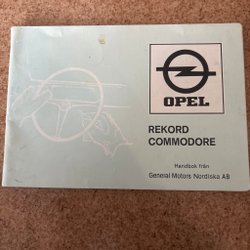 OPEL
REKORD
COMMODORE
Handbok från
General Motors Nordiska AB